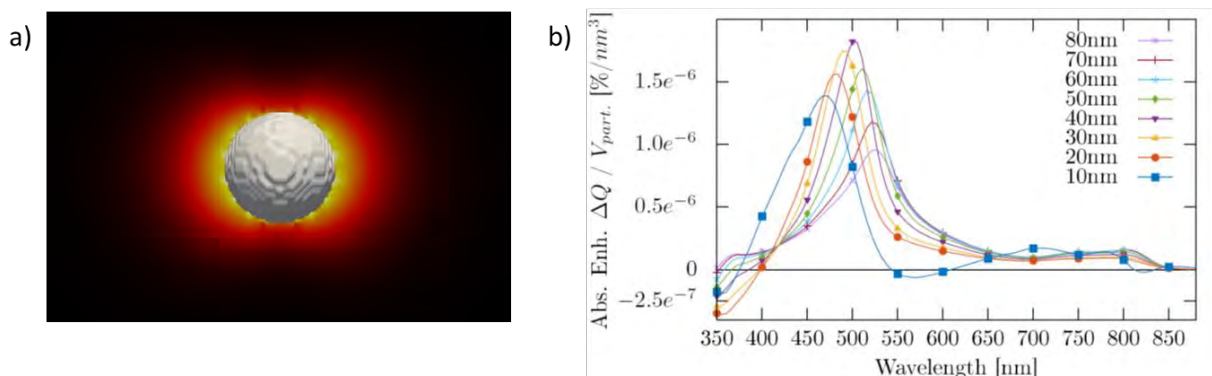 a)
b)
Abs. Enh. ΔQ / V_part. [%/nm³]
1.5e⁻⁶
1.0e⁻⁶
0.5e⁻⁶
0
−2.5e⁻⁷
80nm
70nm
60nm
50nm
40nm
30nm
20nm
10nm
350 400 450 500 550 600 650 700 750 800 850
Wavelength [nm]